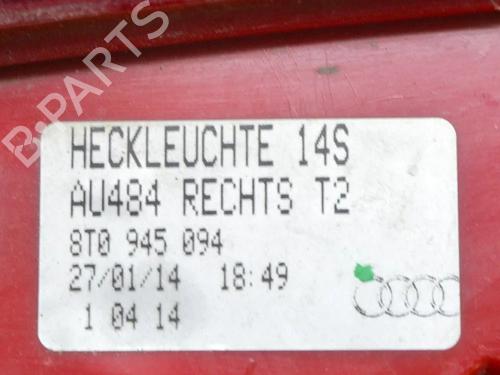 B-PARTS
HECKLEUCHTE 14S
AU484 RECHTS T2
8T0 945 094
27/01/14 18:49
1 04 14